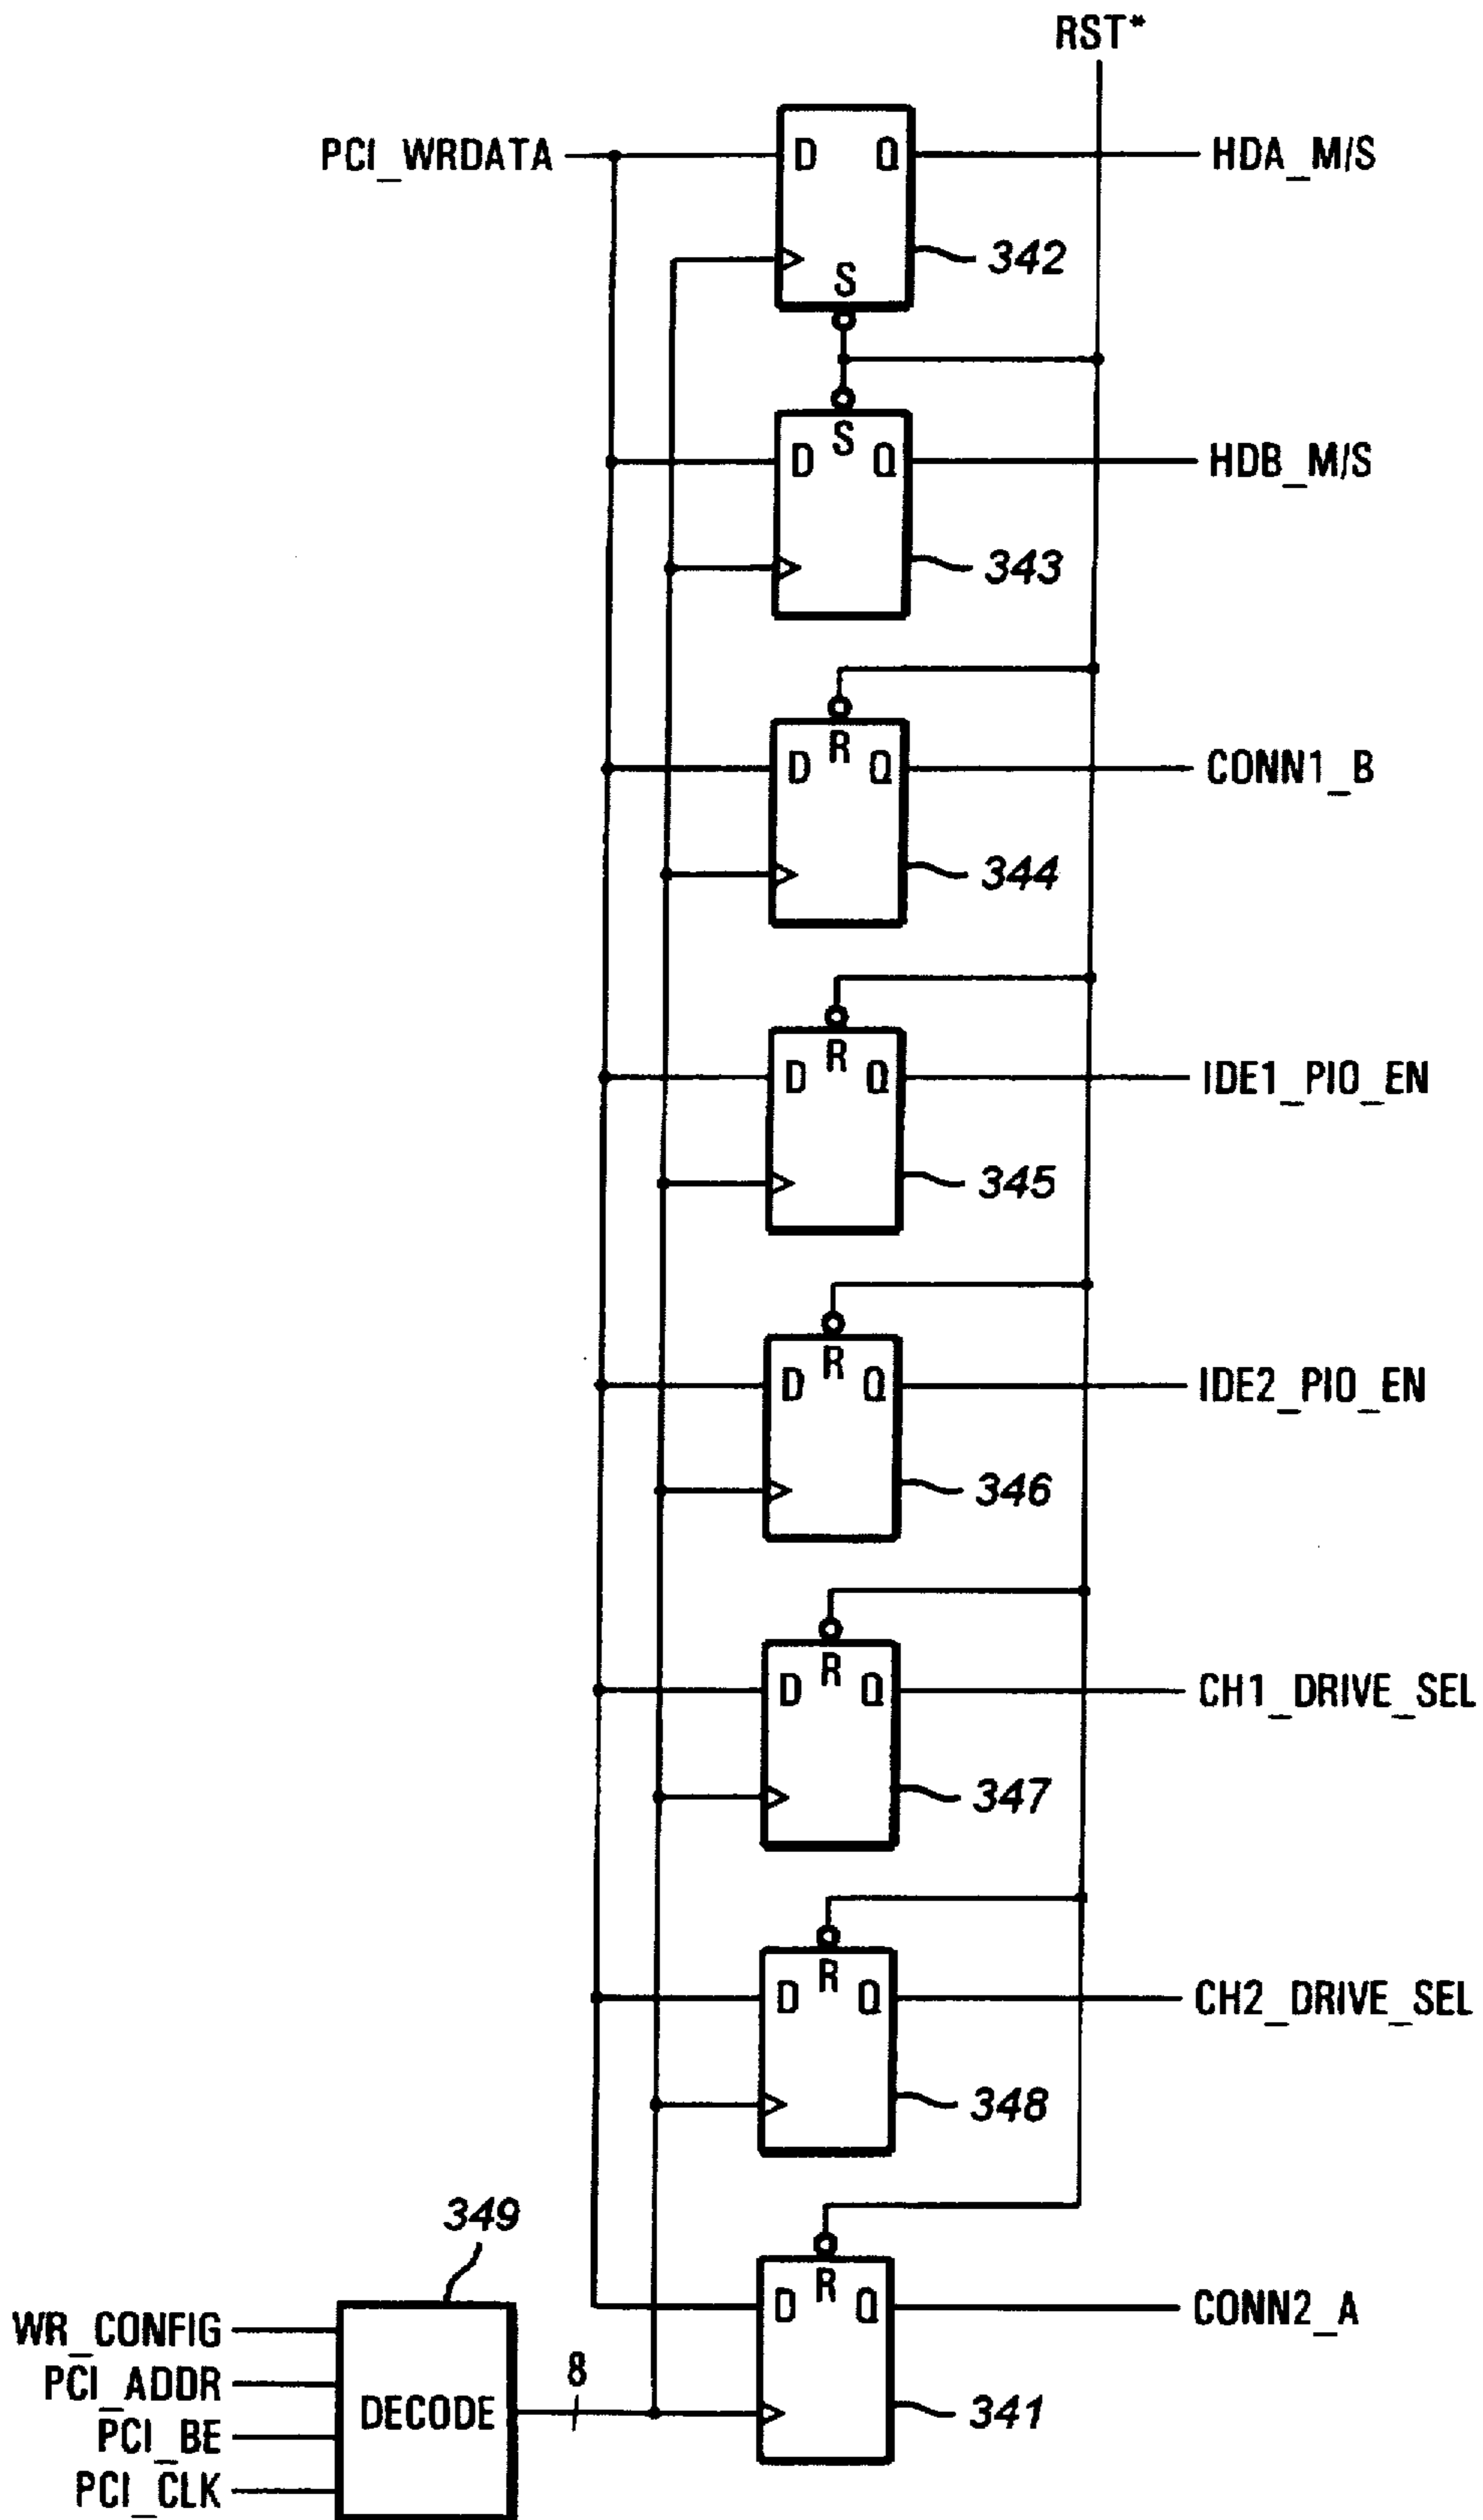 RST*
PCI_WRDATA
D Q
HDA_M/S
342
S
S
D Q
HDB_M/S
343
R
D Q
CONN1_B
344
R
D Q
IDE1_PIO_EN
345
R
D Q
IDE2_PIO_EN
346
R
D Q
CH1_DRIVE_SEL
347
R
D Q
CH2_DRIVE_SEL
348
349
R
D Q
CONN2_A
WR_CONFIG
PCI_ADDR
8
DECODE
341
PCI_BE
PCI_CLK